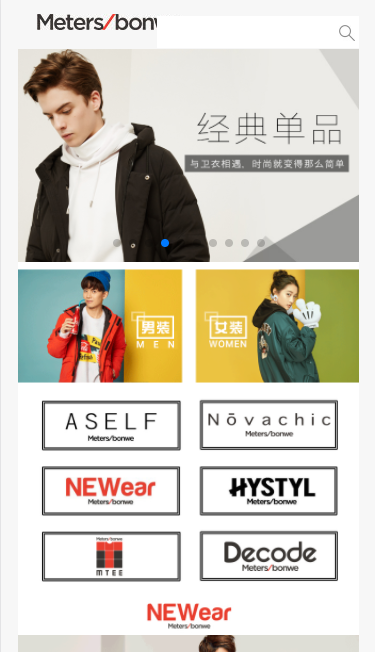 Meters/bonw
经典单品
与卫衣相遇，时尚就变得那么简单
男装
MEN
女装
WOMEN
ASELF
Meters/bonwe
Nōvachic
Meters/bonwe
NEWear
Meters/bonwe
HYSTYL
Meters/bonwe
Meters bonwe
MTEE
Decode
Meters/bonwe
NEWear
Meters/bonwe